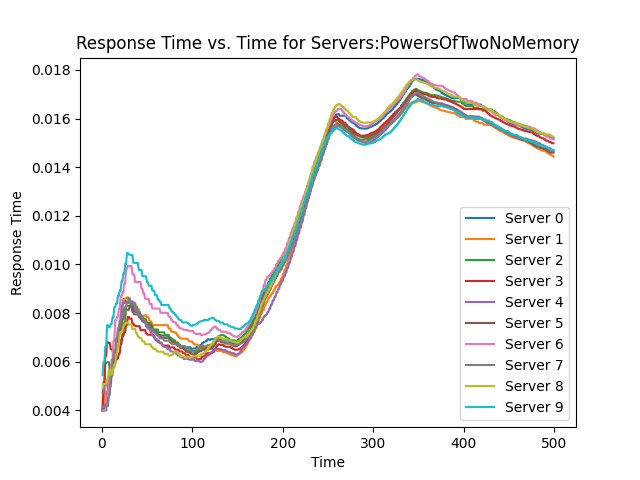 Response Time vs. Time for Servers:PowersOfTwoNoMemory
0.018
0.016
0.014
0.012
0.010
0.008
0.006
0.004
Response Time
0
100
200
300
400
500
Time
Server 0
Server 1
Server 2
Server 3
Server 4
Server 5
Server 6
Server 7
Server 8
Server 9